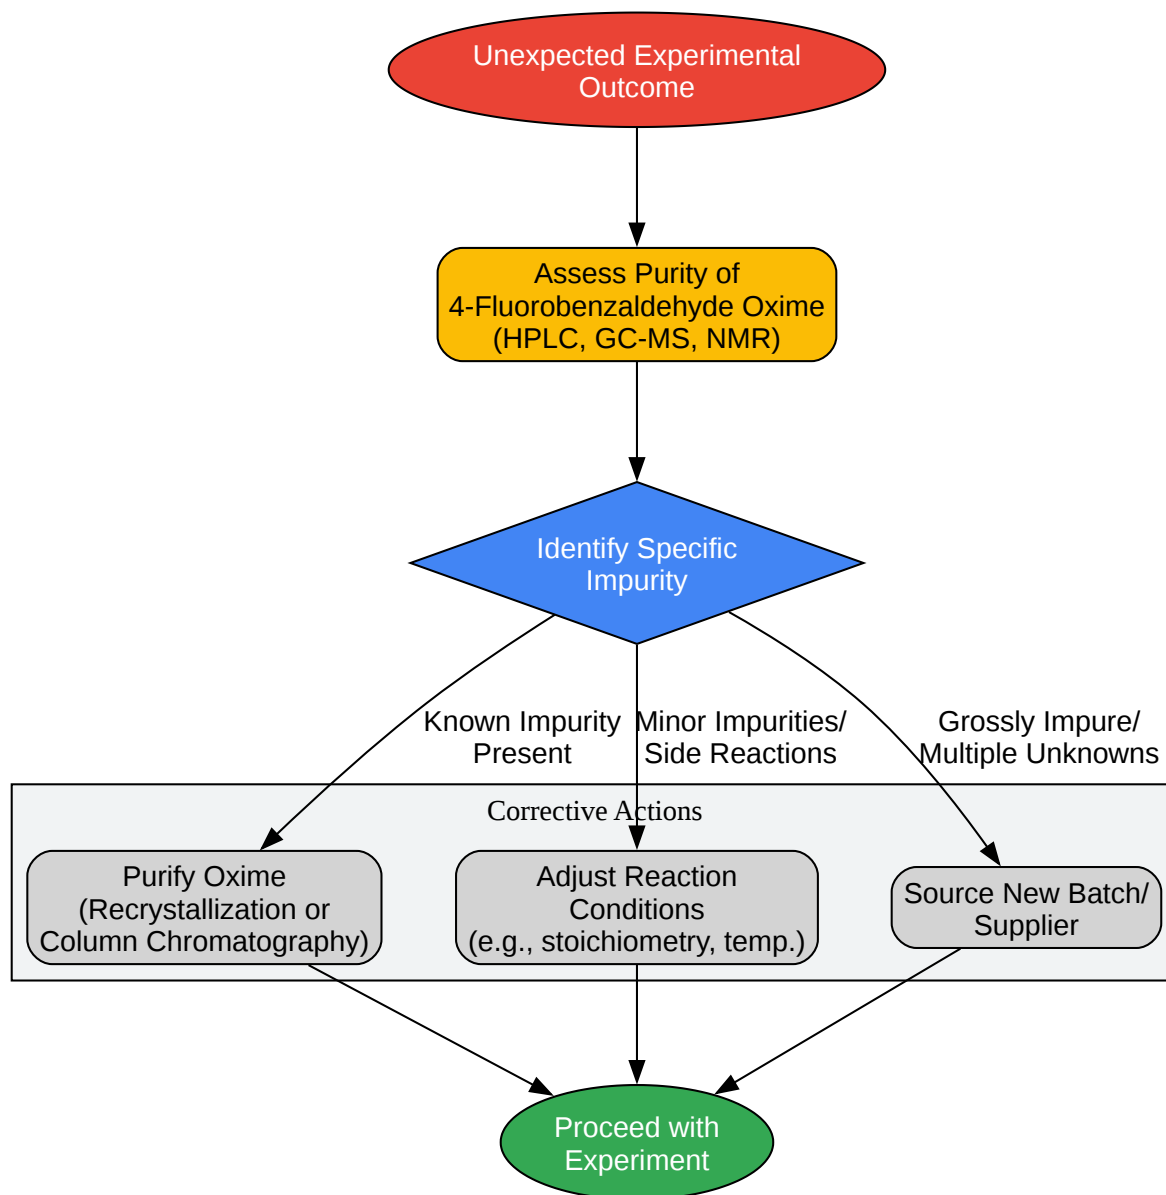 Unexpected Experimental
Outcome
Assess Purity of
4-Fluorobenzaldehyde Oxime
(HPLC, GC-MS, NMR)
Identify Specific
Impurity
Known Impurity
Present
Minor Impurities/
Side Reactions
Grossly Impure/
Multiple Unknowns
Corrective Actions
Purify Oxime
(Recrystallization or
Column Chromatography)
Adjust Reaction
Conditions
(e.g., stoichiometry, temp.)
Source New Batch/
Supplier
Proceed with
Experiment